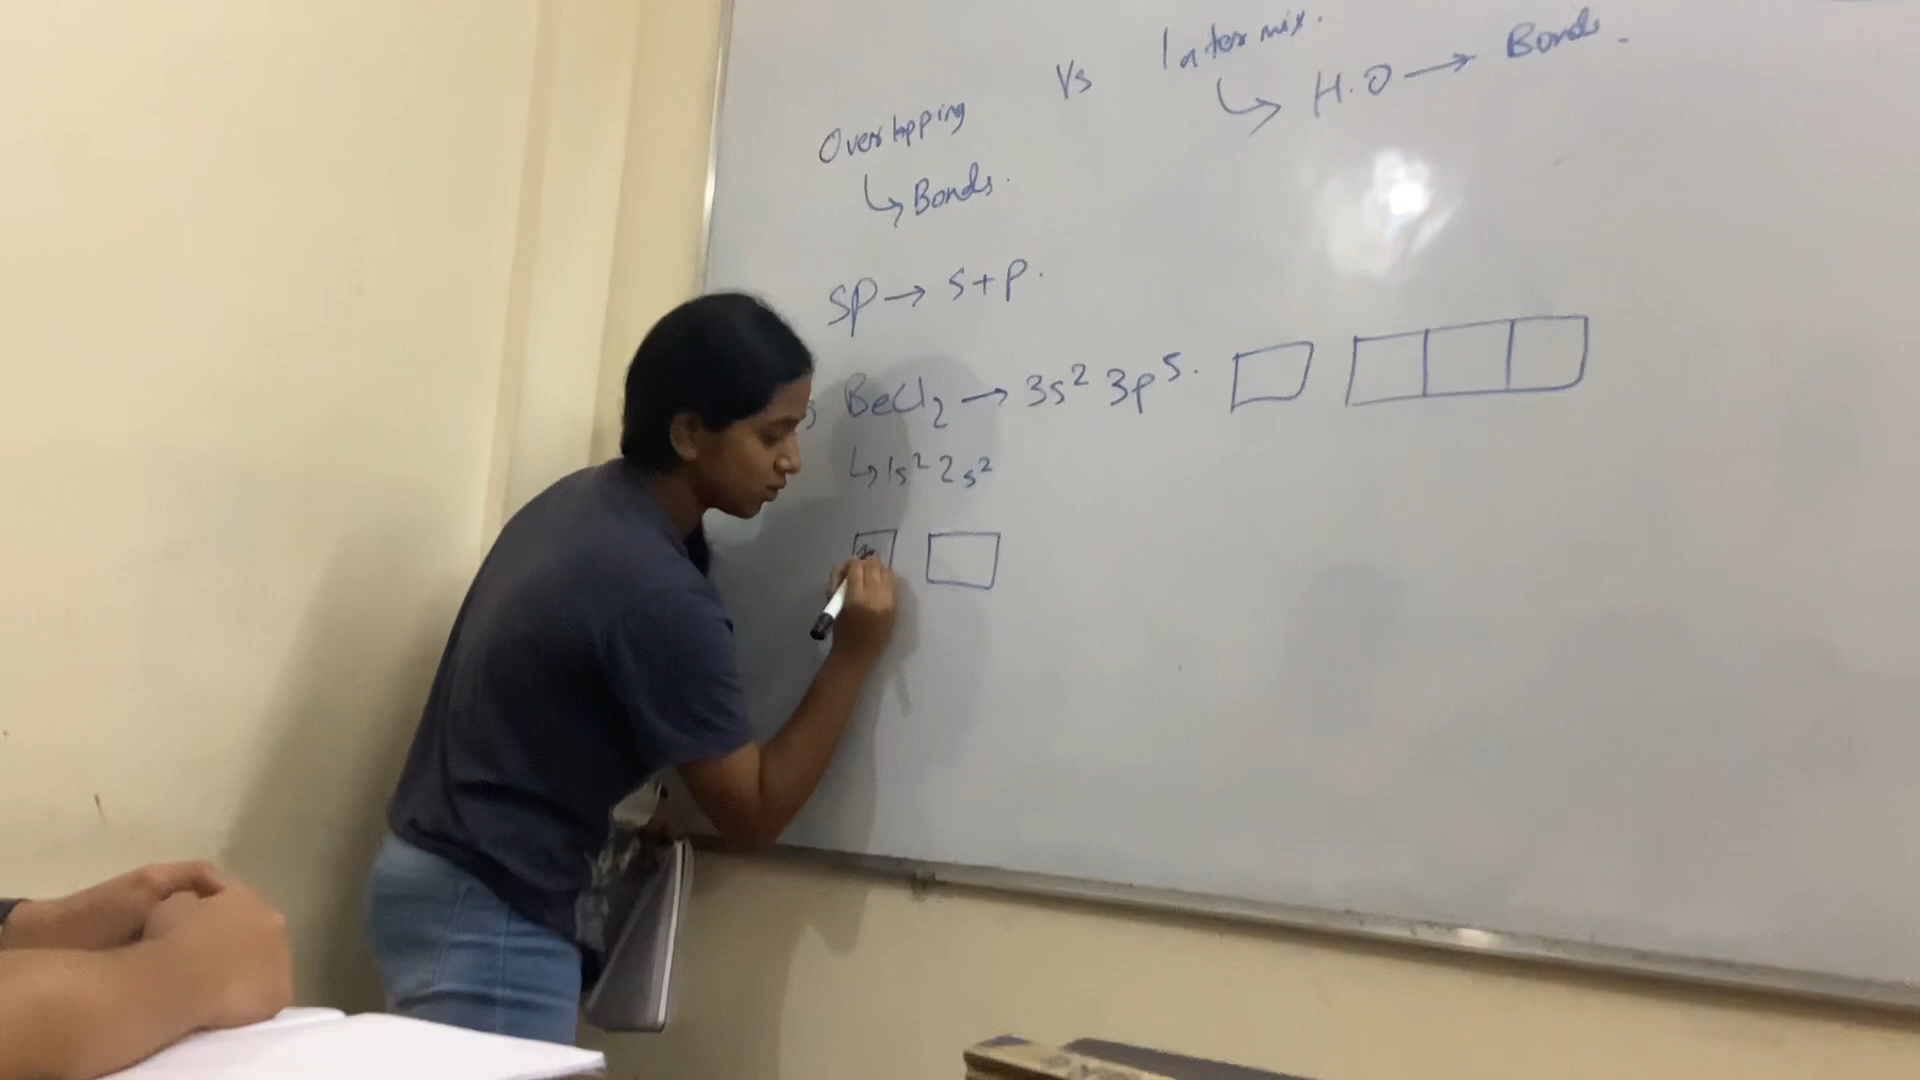 Overlapping Vs Intermix.
↳ Bonds. ↳ H.O → Bonds.
SP → s+p.
BeCl₂ → 3s² 3p⁵.
↳ 1s² 2s²